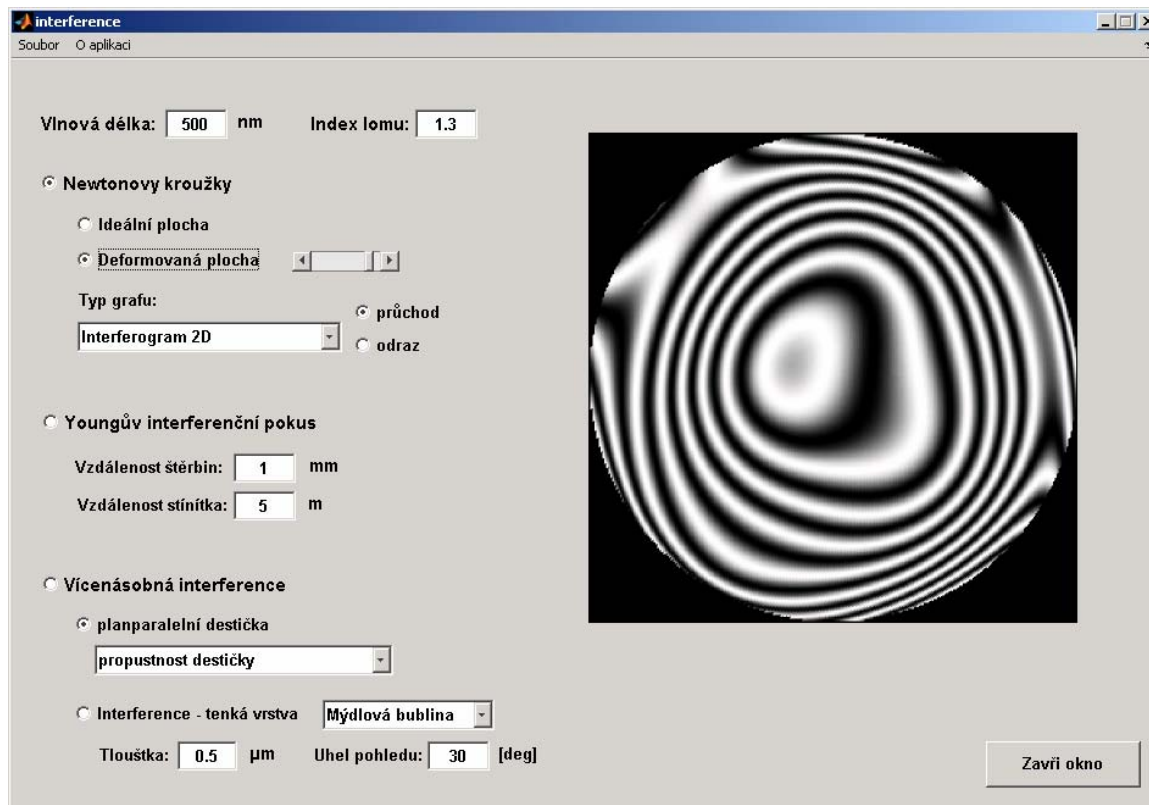 interference
Soubor O aplikaci
Vlnová délka: 500 nm Index lomu: 1.3
Newtonovy kroužky
Ideální plocha
Deformovaná plocha
Typ grafu:
průchod
Interferogram 2D
odraz
Youngův interferenční pokus
Vzdálenost štěrbin: 1 mm
Vzdálenost stínítka: 5 m
Vícenásobná interference
planparalelní destička
propustnost destičky
Interference - tenká vrstva Mýdlová bublina
Tlouštka: 0.5 µm Uhel pohledu: 30 [deg]
Zavři okno